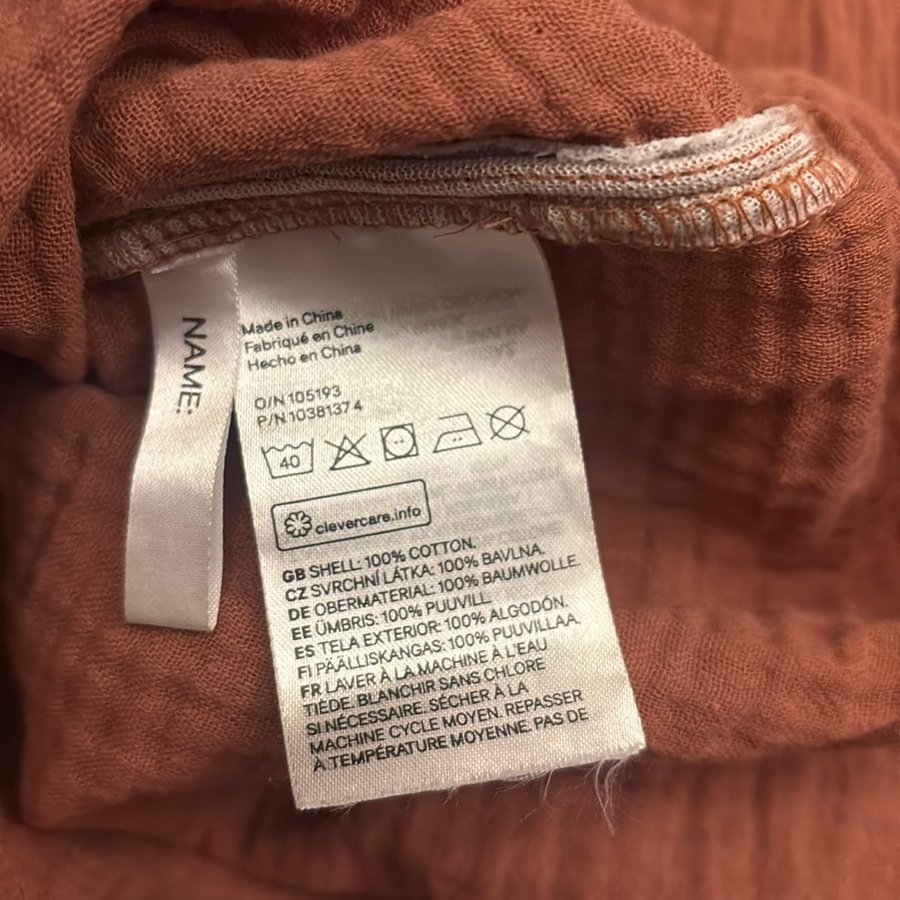 NAME:
Made in China
Fabriqué en Chine
Hecho en China
O/N 105193
P/N 10381374
40
clevercare.info
GB SHELL: 100% COTTON.
CZ SVRCHNÍ LÁTKA: 100% BAVLNA.
DE OBERMATERIAL: 100% BAUMWOLLE.
EE ÜMBRIS: 100% PUUVILL.
ES TELA EXTERIOR: 100% ALGODÓN.
FI PÄÄLLISKANGAS: 100% PUUVILLAA.
FR LAVER À LA MACHINE À L'EAU
TIÈDE. BLANCHIR SANS CHLORE
SI NÉCESSAIRE. SÉCHER À LA
MACHINE CYCLE MOYEN. REPASSER
À TEMPÉRATURE MOYENNE. PAS DE